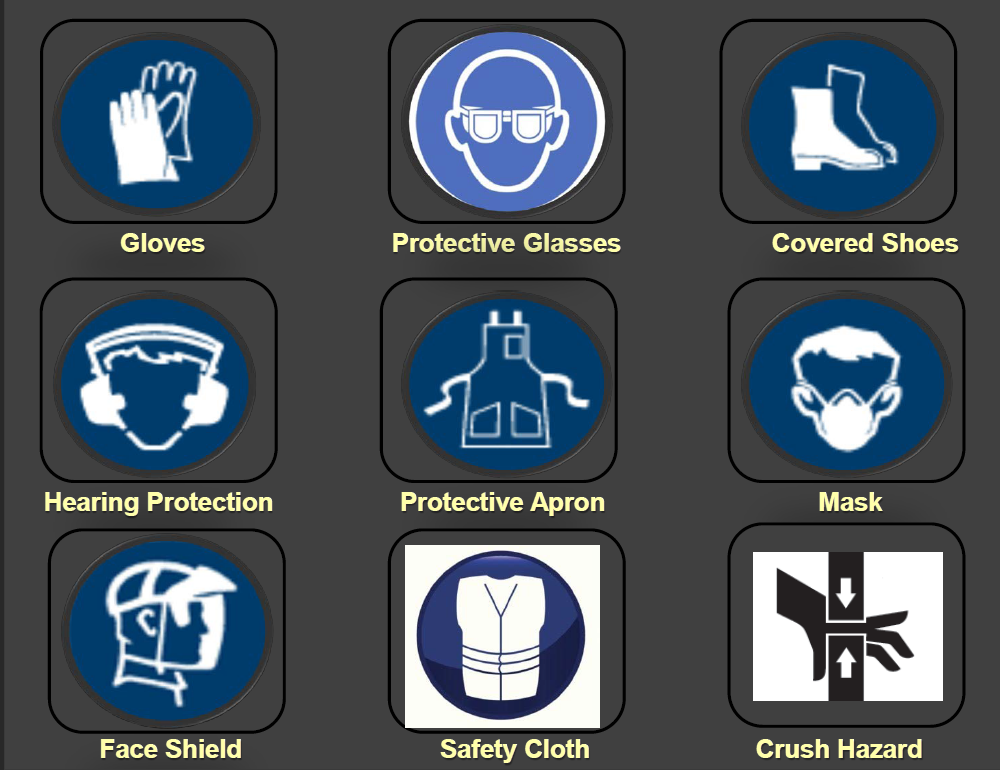 Gloves
Protective Glasses
Covered Shoes
Hearing Protection
Protective Apron
Mask
Face Shield
Safety Cloth
Crush Hazard